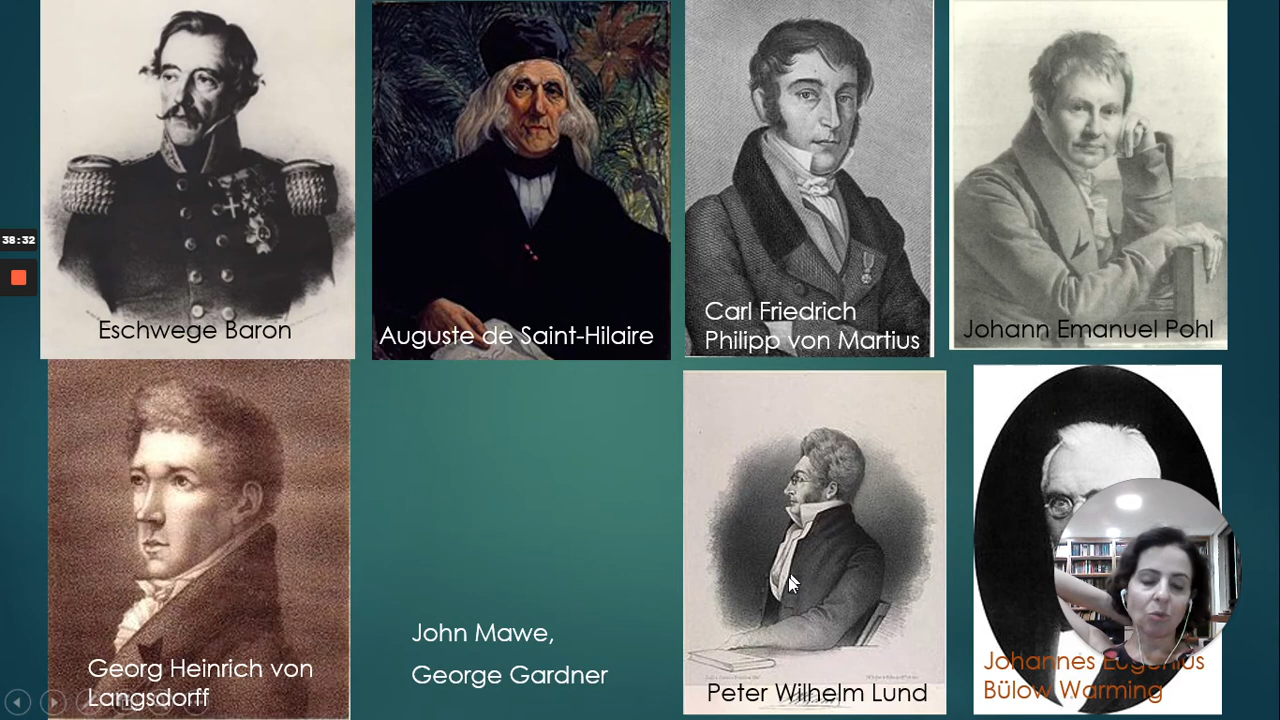 38:32
Eschwege Baron
Auguste de Saint-Hilaire
Carl Friedrich
Philipp von Martius
Johann Emanuel Pohl
Georg Heinrich von
Langsdorff
John Mawe,
George Gardner
Peter Wilhelm Lund
Johannes Eugenius
Bülow Warming